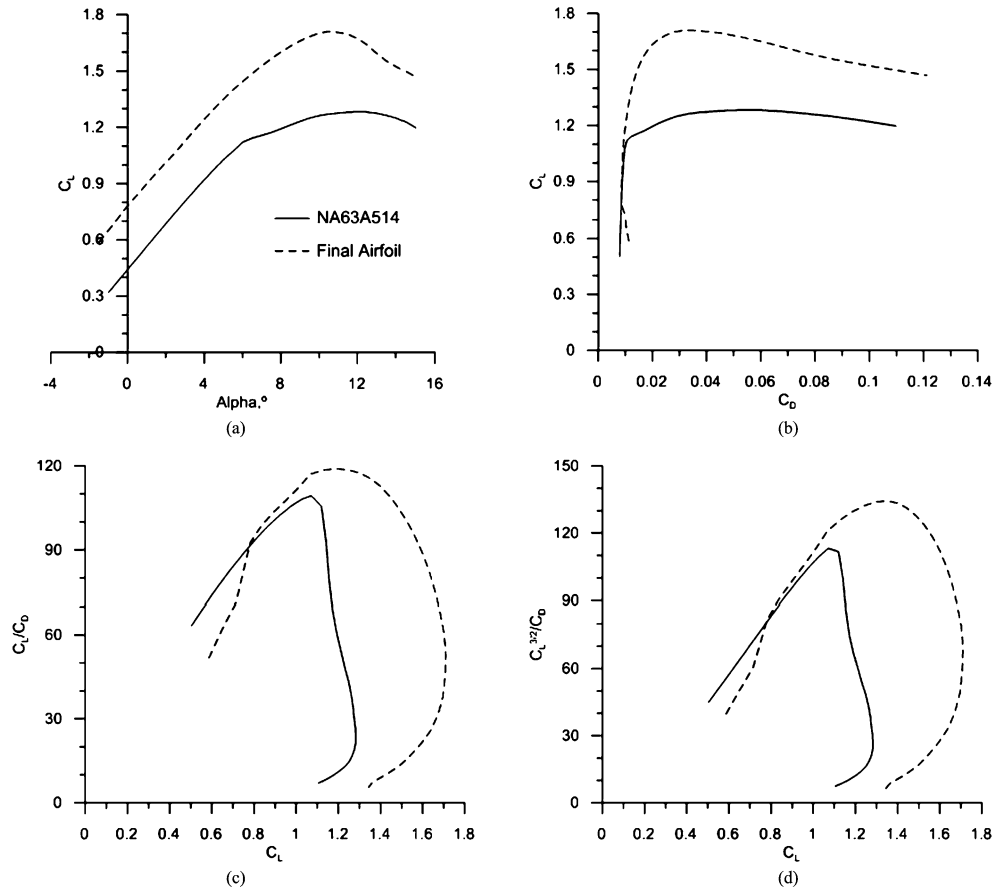 1.8
1.5
1.2
0.9
0.6
0.3
0
C_L
-4 0 4 8 12 16
Alpha,º
NA63A514
Final Airfoil
(a)
1.8
1.5
1.2
0.9
0.6
0.3
0
C_L
0 0.02 0.04 0.06 0.08 0.1 0.12 0.14
C_D
(b)
120
90
60
30
0
C_L/C_D
0 0.2 0.4 0.6 0.8 1 1.2 1.4 1.6 1.8
C_L
(c)
150
120
90
60
30
0
C_L^3/2/C_D
0 0.2 0.4 0.6 0.8 1 1.2 1.4 1.6 1.8
C_L
(d)